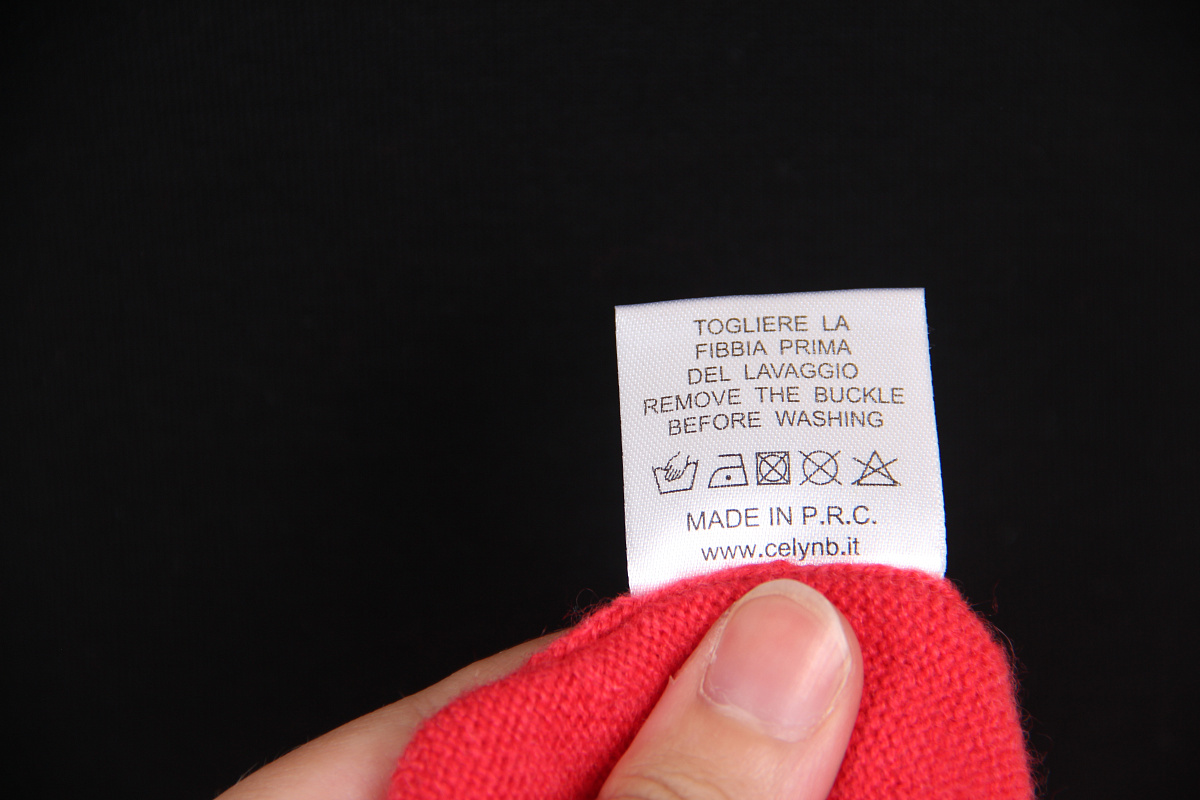 TOGLIERE LA
FIBBIA PRIMA
DEL LAVAGGIO
REMOVE THE BUCKLE
BEFORE WASHING
MADE IN P.R.C.
www.celynb.it